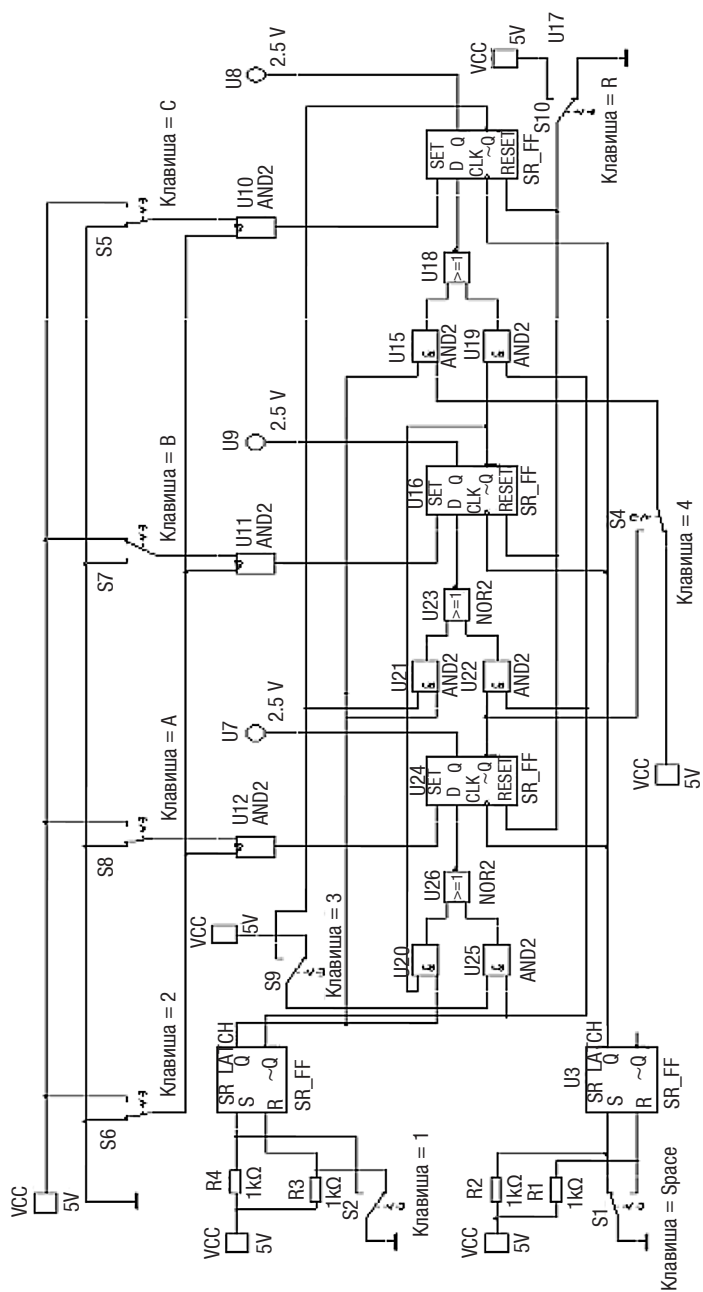 VCC
5V
S6
Клавиша = 2
S8
Клавиша = A
S7
Клавиша = B
S5
Клавиша = C
U12
AND2
U11
AND2
U10
AND2
VCC
5V
S9
Клавиша = 3
U7
2.5 V
U9
2.5 V
U8
2.5 V
VCC
5V
R4
1kΩ
R3
1kΩ
S2
Клавиша = 1
SR LATCH
S
Q
R
~Q
SR_FF
U20
&
U25
&
AND2
U26
>=1
NOR2
U24
SET
D
Q
CLK
~Q
RESET
SR_FF
U21
&
AND2
U22
&
AND2
U23
>=1
NOR2
U16
SET
D
Q
CLK
~Q
RESET
SR_FF
U15
&
AND2
U19
&
AND2
U18
>=1
SET
D
Q
CLK
~Q
RESET
SR_FF
VCC
5V
U17
S10
Клавиша = R
VCC
5V
R2
1kΩ
R1
1kΩ
S1
Клавиша = Space
U3
SR LATCH
S
Q
R
~Q
SR_FF
VCC
5V
S4
Клавиша = 4